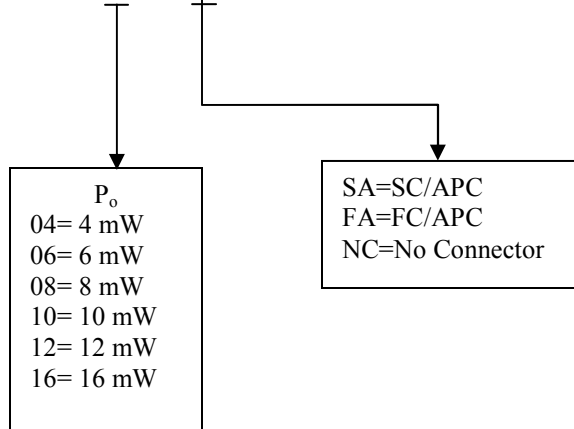 P₀
04= 4 mW
06= 6 mW
08= 8 mW
10= 10 mW
12= 12 mW
16= 16 mW
SA=SC/APC
FA=FC/APC
NC=No Connector